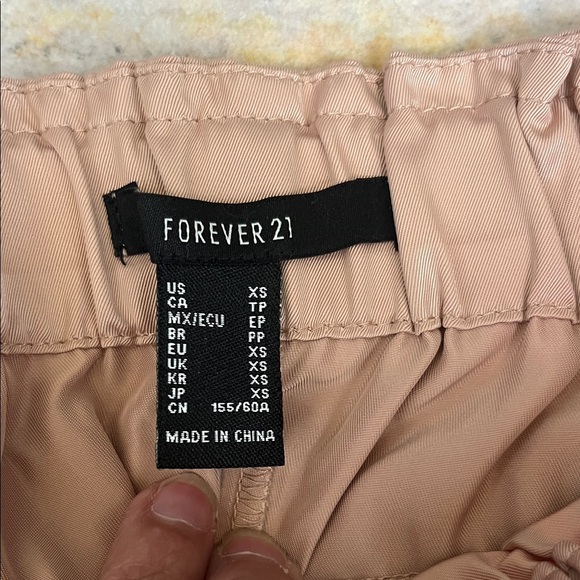 FOREVER 21
US XS
CA TP
MX/ECU EP
BR PP
EU XS
UK XS
KR XS
JP XS
CN 155/60A
MADE IN CHINA